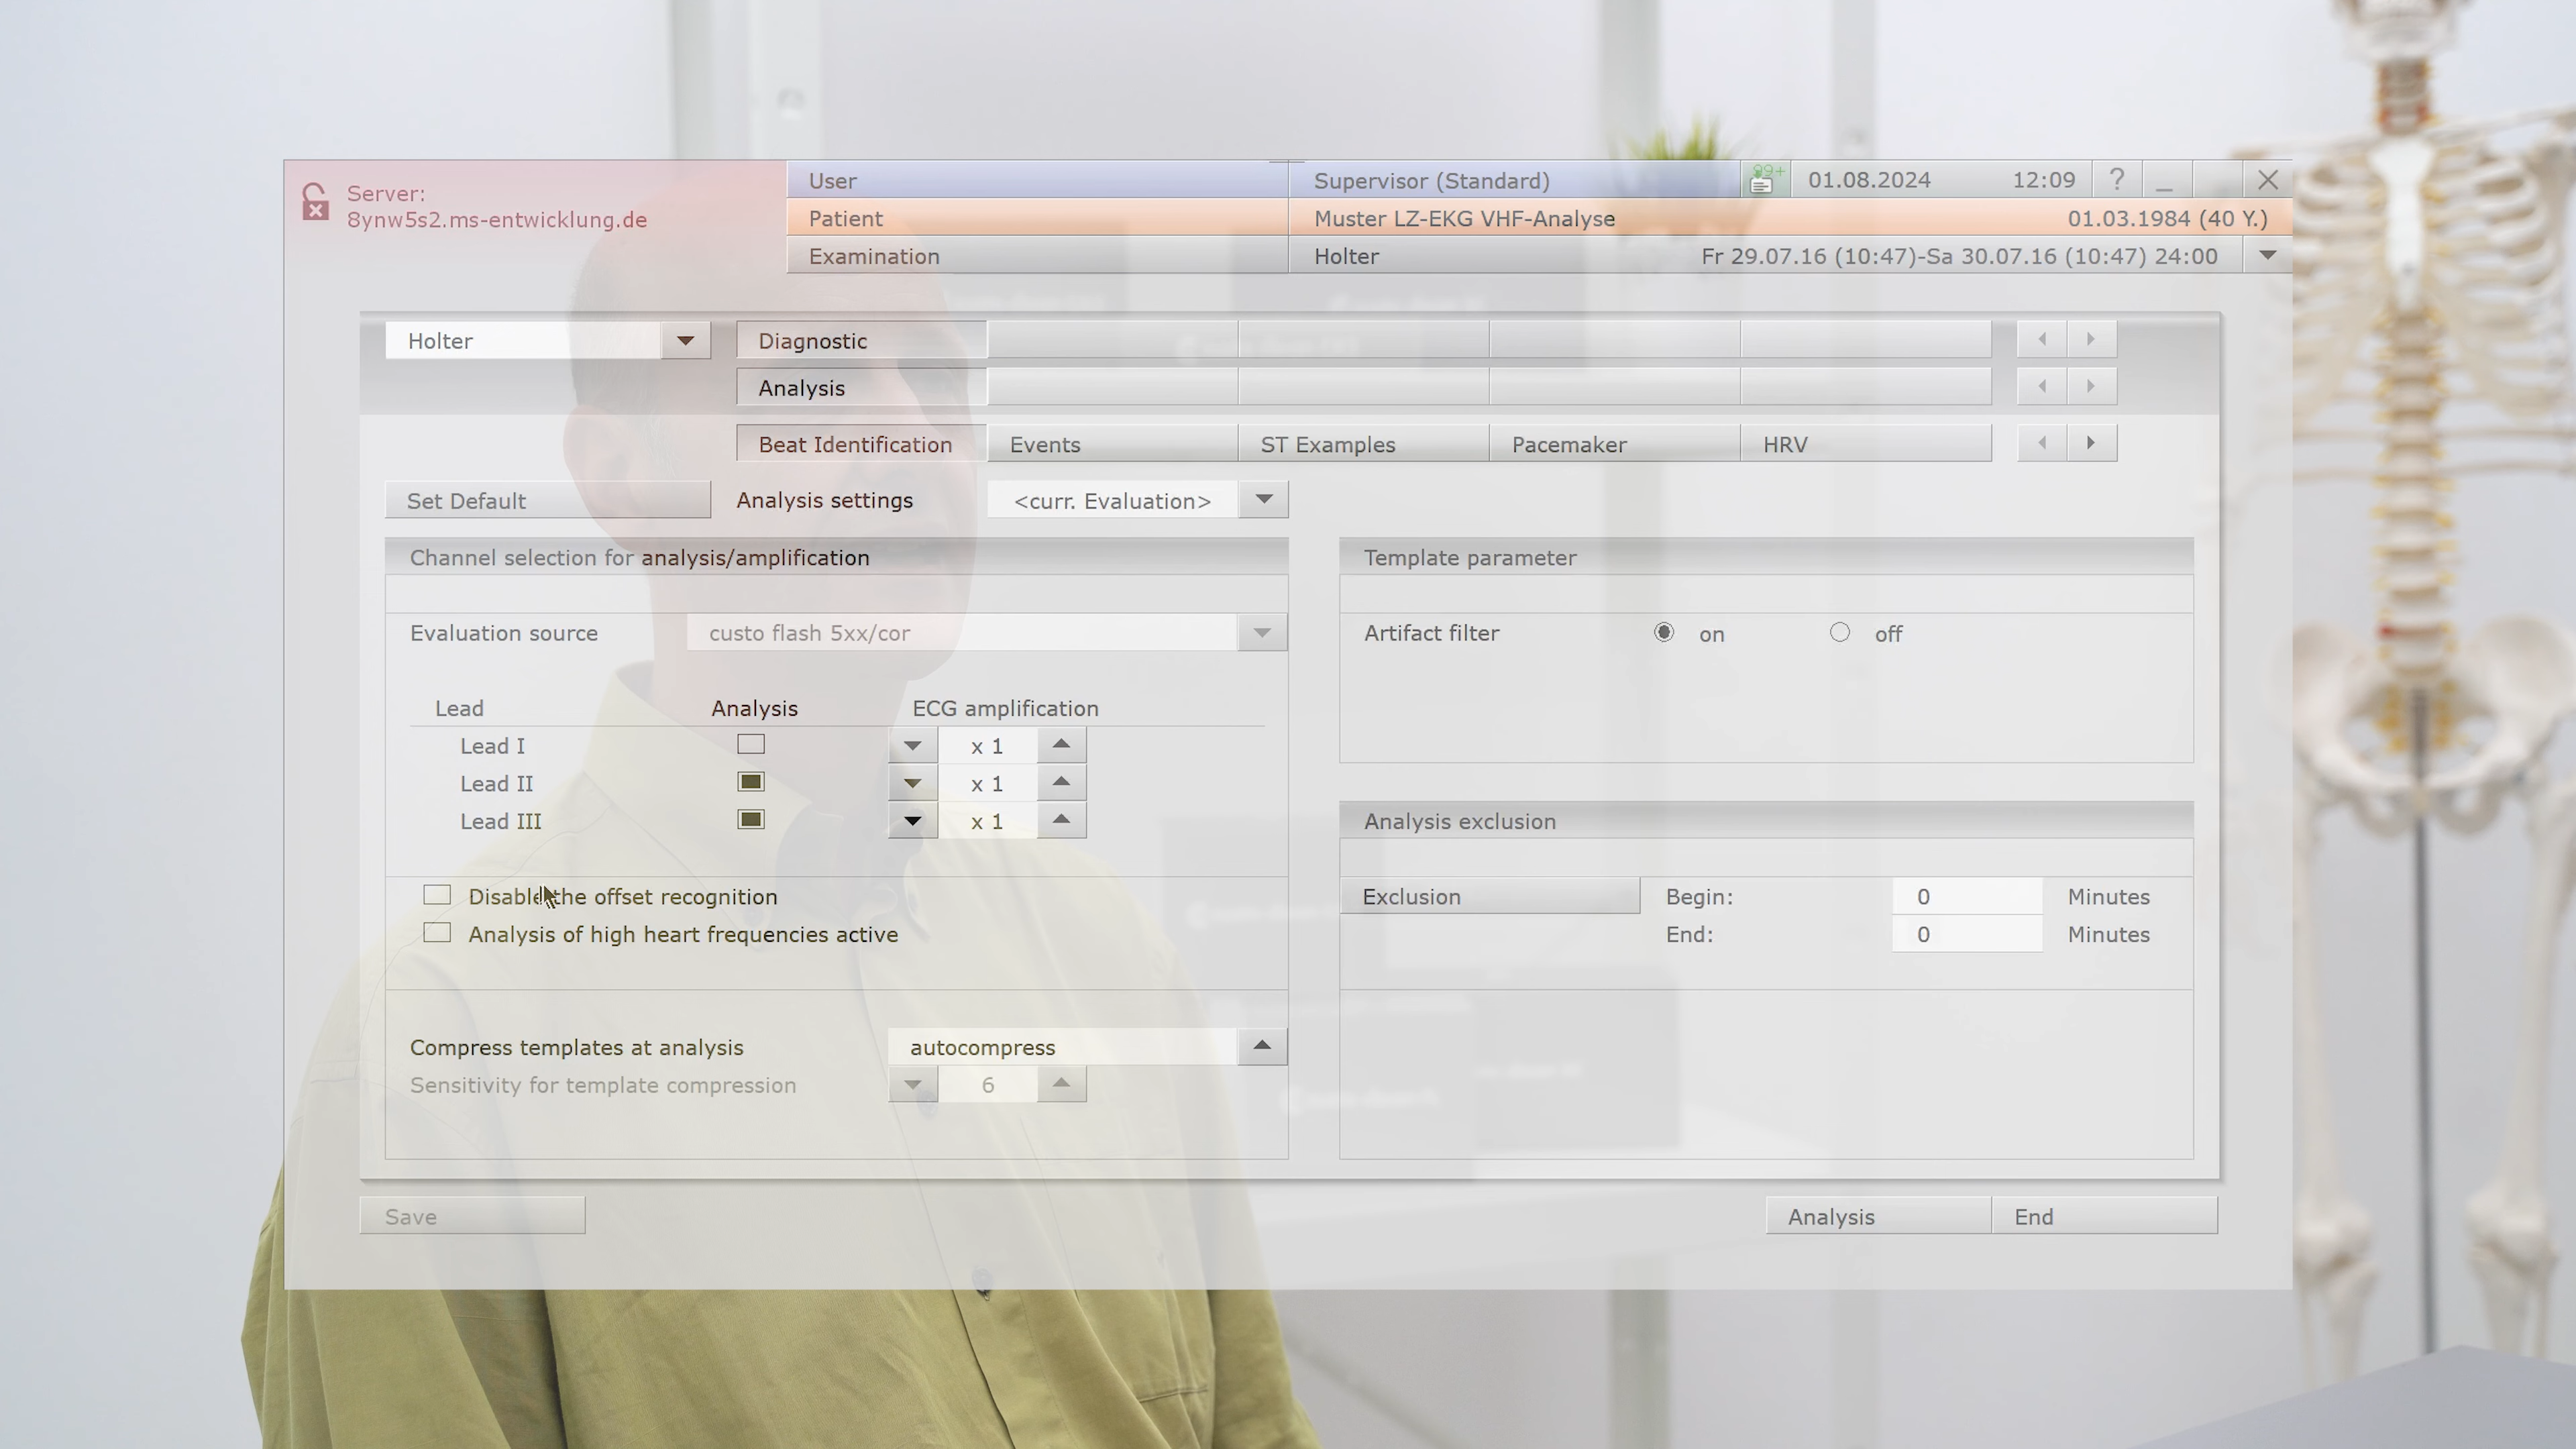 Server:
8ynw5s2.ms-entwicklung.de
User Supervisor (Standard) 99+ 01.08.2024 12:09 ? _
Patient Muster LZ-EKG VHF-Analyse 01.03.1984 (40 Y.)
Examination Holter Fr 29.07.16 (10:47)-Sa 30.07.16 (10:47) 24:00
Holter Diagnostic
Analysis
Beat Identification Events ST Examples Pacemaker HRV
Set Default Analysis settings <curr. Evaluation>
Channel selection for analysis/amplification
Evaluation source custo flash 5xx/cor
Lead Analysis ECG amplification
Lead I x 1
Lead II x 1
Lead III x 1
Disable the offset recognition
Analysis of high heart frequencies active
Compress templates at analysis autocompress
Sensitivity for template compression 6
Template parameter
Artifact filter on off
Analysis exclusion
Exclusion Begin: 0 Minutes
End: 0 Minutes
Save Analysis End